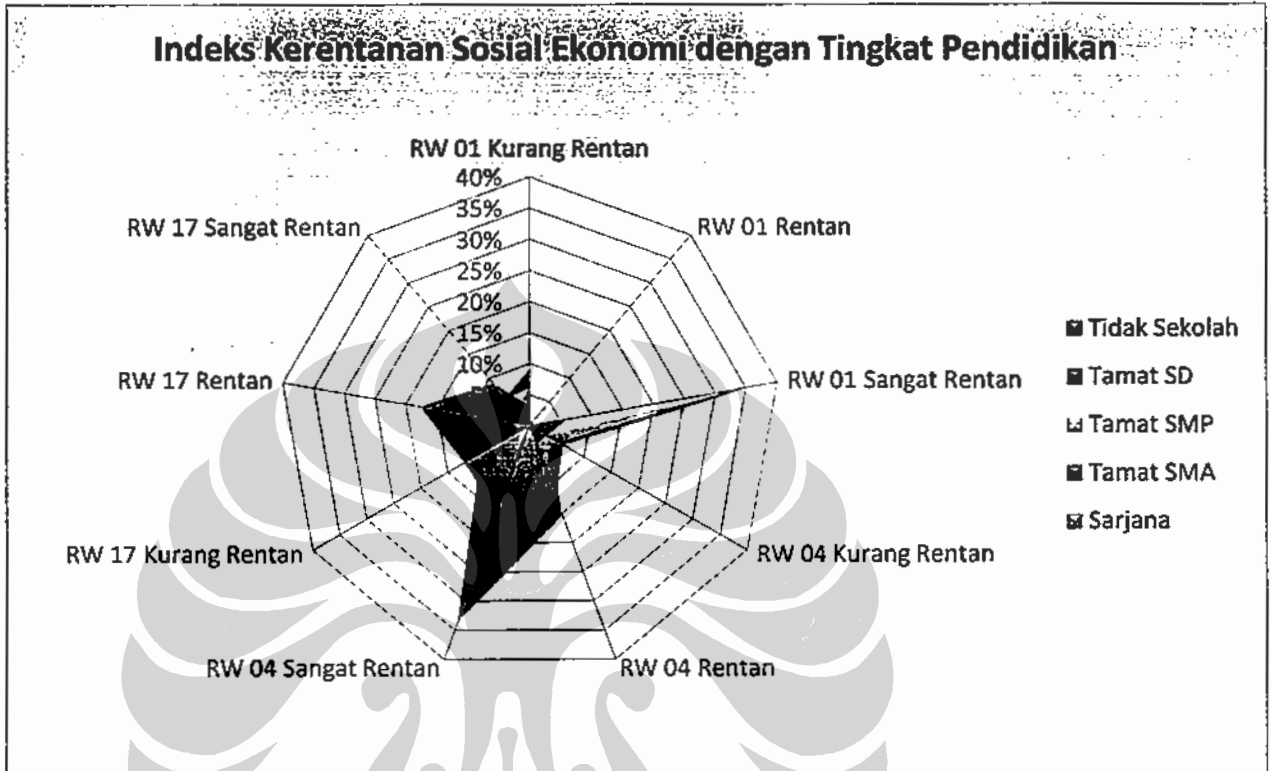 Indeks Kerentanan Sosial Ekonomi dengan Tingkat Pendidikan
RW 01 Kurang Rentan
40%
35%
30%
25%
20%
15%
10%
RW 01 Rentan
RW 01 Sangat Rentan
RW 04 Kurang Rentan
RW 04 Rentan
RW 04 Sangat Rentan
RW 17 Kurang Rentan
RW 17 Rentan
RW 17 Sangat Rentan
Tidak Sekolah
Tamat SD
Tamat SMP
Tamat SMA
Sarjana